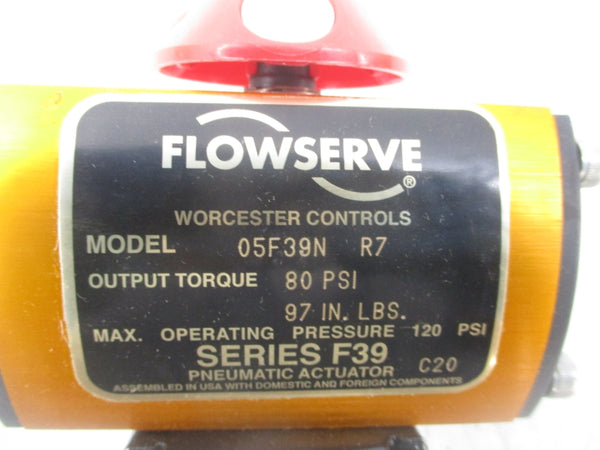 FLOWSERVE®
WORCESTER CONTROLS
MODEL 05F39N R7
OUTPUT TORQUE 80 PSI
97 IN. LBS.
MAX. OPERATING PRESSURE 120 PSI
SERIES F39
PNEUMATIC ACTUATOR C20
ASSEMBLED IN USA WITH DOMESTIC AND FOREIGN COMPONENTS